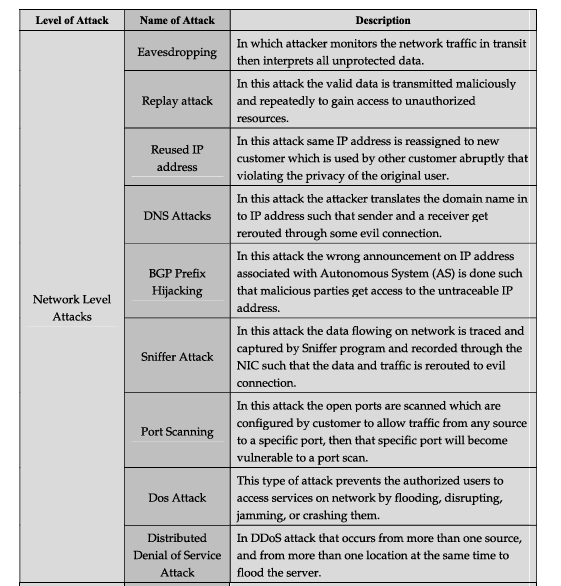 Level of Attack
Name of Attack
Description
Network Level
Attacks
Eavesdropping
In which attacker monitors the network traffic in transit
then interprets all unprotected data.
Replay attack
In this attack the valid data is transmitted maliciously
and repeatedly to gain access to unauthorized
resources.
Reused IP
address
In this attack same IP address is reassigned to new
customer which is used by other customer abruptly that
violating the privacy of the original user.
DNS Attacks
In this attack the attacker translates the domain name in
to IP address such that sender and a receiver get
rerouted through some evil connection.
BGP Prefix
Hijacking
In this attack the wrong announcement on IP address
associated with Autonomous System (AS) is done such
that malicious parties get access to the untraceable IP
address.
Sniffer Attack
In this attack the data flowing on network is traced and
captured by Sniffer program and recorded through the
NIC such that the data and traffic is rerouted to evil
connection.
Port Scanning
In this attack the open ports are scanned which are
configured by customer to allow traffic from any source
to a specific port, then that specific port will become
vulnerable to a port scan.
Dos Attack
This type of attack prevents the authorized users to
access services on network by flooding, disrupting,
jamming, or crashing them.
Distributed
Denial of Service
Attack
In DDoS attack that occurs from more than one source,
and from more than one location at the same time to
flood the server.